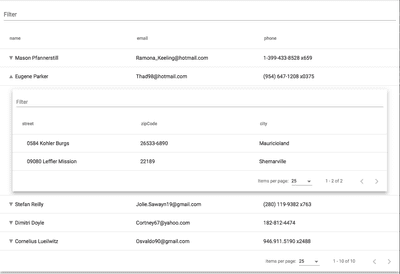 Filter
name email phone
Mason Pfannerstill Ramona_Keeling@hotmail.com 1-399-433-8528 x659
Eugene Parker Thad98@hotmail.com (954) 647-1208 x0375
Filter
street zipCode city
0584 Kohler Burgs 26533-6890 Mauricioland
09080 Leffler Mission 22189 Shemarville
Items per page: 25 1 - 2 of 2
Stefan Reilly Jolie.Sawayn19@gmail.com (280) 119-9382 x763
Dimitri Doyle Cortney67@yahoo.com 182-812-4474
Cornelius Lueilwitz Osvaldo90@gmail.com 946.911.5190 x2488
Items per page: 25 1 - 10 of 10